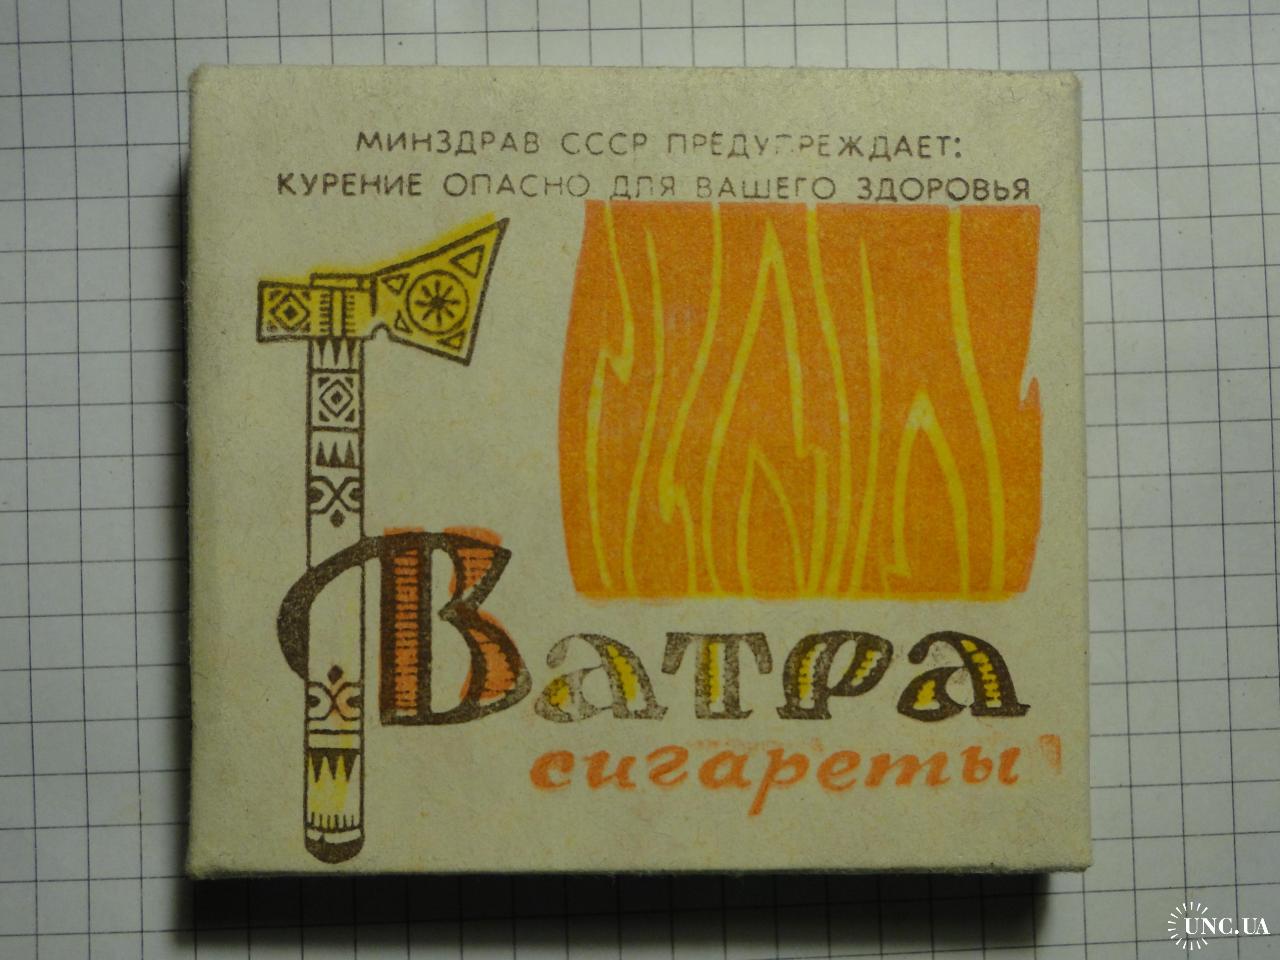 МИНЗДРАВ СССР ПРЕДУПРЕЖДАЕТ:
КУРЕНИЕ ОПАСНО ДЛЯ ВАШЕГО ЗДОРОВЬЯ
Ватра
сигареты
UNC.UA